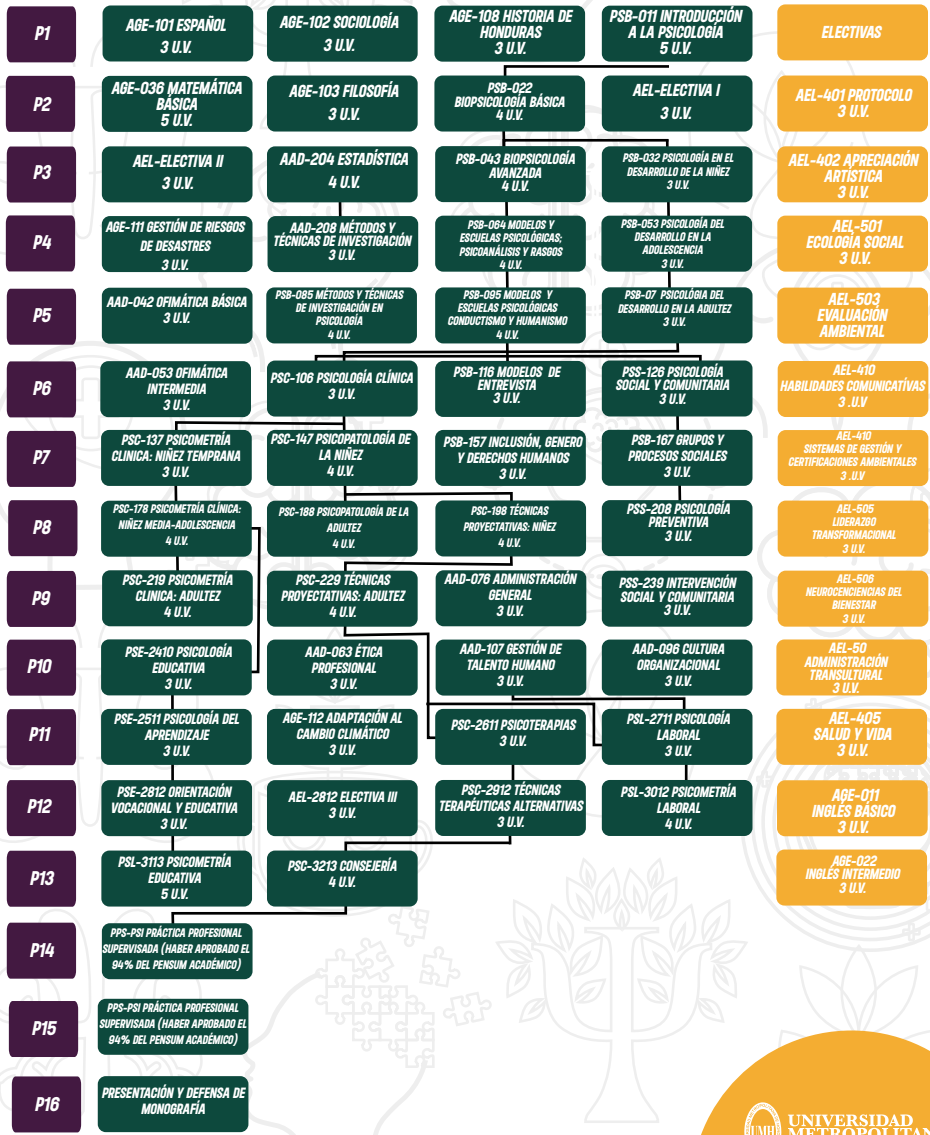 P1
AGE-101 ESPAÑOL
3 U.V.
AGE-102 SOCIOLOGÍA
3 U.V.
AGE-108 HISTORIA DE
HONDURAS
3 U.V.
PSB-011 INTRODUCCIÓN
A LA PSICOLOGÍA
5 U.V.
ELECTIVAS
P2
AGE-036 MATEMÁTICA
BÁSICA
5 U.V.
AGE-103 FILOSOFÍA
3 U.V.
PSB-022
BIOPSICOLOGÍA BÁSICA
4 U.V.
AEL-ELECTIVA I
3 U.V.
AEL-401 PROTOCOLO
3 U.V.
P3
AEL-ELECTIVA II
3 U.V.
AAD-204 ESTADÍSTICA
4 U.V.
PSB-043 BIOPSICOLOGÍA
AVANZADA
4 U.V.
PSB-032 PSICOLOGÍA EN EL
DESARROLLO DE LA NIÑEZ
3 U.V.
AEL-402 APRECIACIÓN
ARTÍSTICA
3 U.V.
P4
AGE-111 GESTIÓN DE RIESGOS
DE DESASTRES
3 U.V.
AAD-208 MÉTODOS Y
TÉCNICAS DE INVESTIGACIÓN
3 U.V.
PSB-064 MODELOS Y
ESCUELAS PSICOLÓGICAS;
PSICOANÁLISIS Y RASGOS
4 U.V.
PSB-053 PSICOLOGÍA DEL
DESARROLLO EN LA
ADOLESCENCIA
3 U.V.
AEL-501
ECOLOGÍA SOCIAL
3 U.V.
P5
AAD-042 OFIMÁTICA BÁSICA
3 U.V.
PSB-085 MÉTODOS Y TÉCNICAS
DE INVESTIGACIÓN EN
PSICOLOGÍA
4 U.V.
PSB-095 MODELOS Y
ESCUELAS PSICOLÓGICAS
CONDUCTISMO Y HUMANISMO
4 U.V.
PSB-07 PSICOLÓGIA DEL
DESARROLLO EN LA ADULTEZ
3 U.V.
AEL-503
EVALUACIÓN
AMBIENTAL
P6
AAD-053 OFIMÁTICA
INTERMEDIA
3 U.V.
PSC-106 PSICOLOGÍA CLÍNICA
3 U.V.
PSB-116 MODELOS DE
ENTREVISTA
3 U.V.
PSS-126 PSICOLOGÍA
SOCIAL Y COMUNITARIA
3 U.V.
AEL-410
HABILIDADES COMUNICATÍVAS
3 .U.V
P7
PSC-137 PSICOMETRÍA
CLINICA: NIÑEZ TEMPRANA
3 U.V.
PSC-147 PSICOPATOLOGÍA DE
LA NIÑEZ
4 U.V.
PSB-157 INCLUSIÓN, GENERO
Y DERECHOS HUMANOS
3 U.V.
PSB-167 GRUPOS Y
PROCESOS SOCIALES
3 U.V.
AEL-410
SISTEMAS DE GESTIÓN Y
CERTIFICACIONES AMBIENTALES
3 .U.V
P8
PSC-178 PSICOMETRÍA CLÍNICA:
NIÑEZ MEDIA-ADOLESCENCIA
4 U.V.
PSC-188 PSICOPATOLOGÍA DE LA
ADULTEZ
4 U.V.
PSC-198 TÉCNICAS
PROYECTATIVAS: NIÑEZ
4 U.V.
PSS-208 PSICOLOGÍA
PREVENTIVA
3 U.V.
AEL-505
LIDERAZGO
TRANSFORMACIONAL
3 U.V.
P9
PSC-219 PSICOMETRÍA
CLINICA: ADULTEZ
4 U.V.
PSC-229 TÉCNICAS
PROYECTATIVAS: ADULTEZ
4 U.V.
AAD-076 ADMINISTRACIÓN
GENERAL
3 U.V.
PSS-239 INTERVENCIÓN
SOCIAL Y COMUNITARIA
3 U.V.
AEL-506
NEUROCENCIENCIAS DEL
BIENESTAR
3 U.V.
P10
PSE-2410 PSICOLOGÍA
EDUCATIVA
3 U.V.
AAD-063 ÉTICA
PROFESIONAL
3 U.V.
AAD-107 GESTIÓN DE
TALENTO HUMANO
3 U.V.
AAD-096 CULTURA
ORGANIZACIONAL
3 U.V.
AEL-50
ADMINISTRACIÓN
TRANSULTURAL
3 U.V.
P11
PSE-2511 PSICOLOGÍA DEL
APRENDIZAJE
3 U.V.
AGE-112 ADAPTACIÓN AL
CAMBIO CLIMÁTICO
3 U.V.
PSC-2611 PSICOTERAPIAS
3 U.V.
PSL-2711 PSICOLOGÍA
LABORAL
3 U.V.
AEL-405
SALUD Y VIDA
3 U.V.
P12
PSE-2812 ORIENTACIÓN
VOCACIONAL Y EDUCATIVA
3 U.V.
AEL-2812 ELECTIVA III
3 U.V.
PSC-2912 TÉCNICAS
TERAPÉUTICAS ALTERNATIVAS
3 U.V.
PSL-3012 PSICOMETRÍA
LABORAL
4 U.V.
AGE-011
INGLÉS BÁSICO
3 U.V.
P13
PSL-3113 PSICOMETRÍA
EDUCATIVA
5 U.V.
PSC-3213 CONSEJERÍA
4 U.V.
AGE-022
INGLÉS INTERMEDIO
3 U.V.
P14
PPS-PSI PRÁCTICA PROFESIONAL
SUPERVISADA (HABER APROBADO EL
94% DEL PENSUM ACADÉMICO)
P15
PPS-PSI PRÁCTICA PROFESIONAL
SUPERVISADA (HABER APROBADO EL
94% DEL PENSUM ACADÉMICO)
P16
PRESENTACIÓN Y DEFENSA DE
MONOGRAFÍA
UMH
UNIVERSIDAD
METROPOLITAN